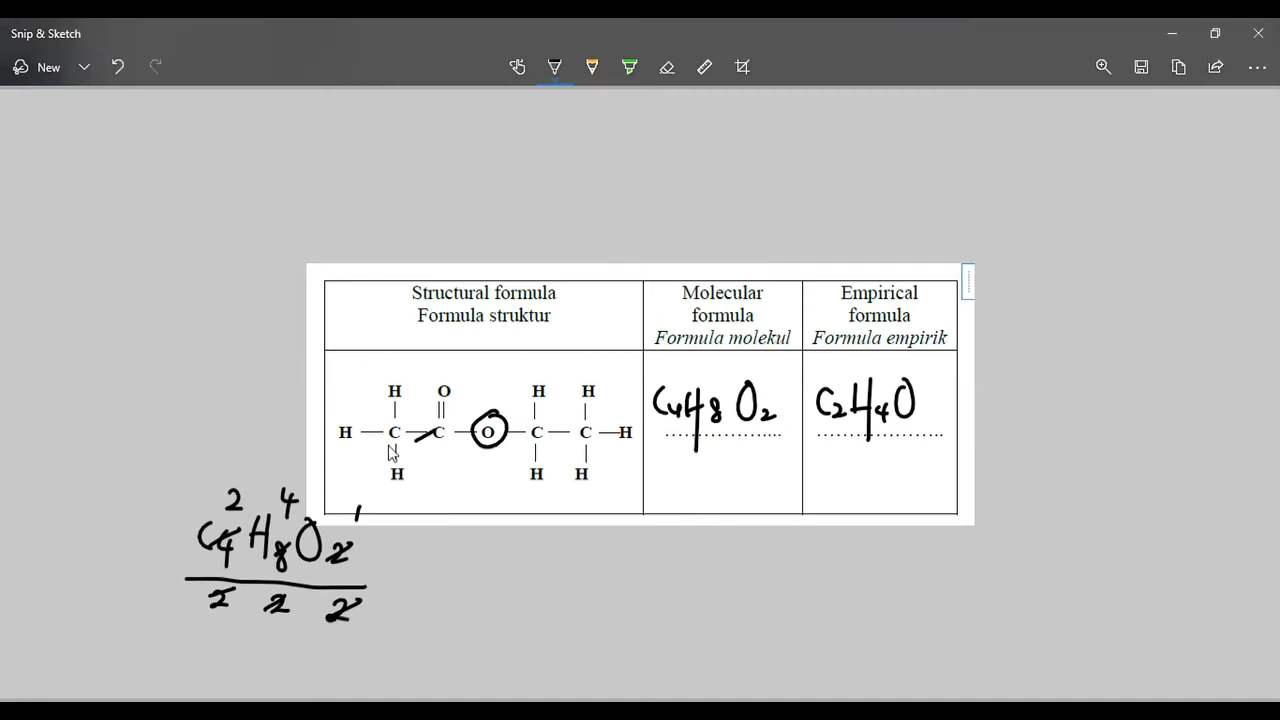 Snip & Sketch
New
Structural formula
Formula struktur
Molecular
formula
Formula molekul
Empirical
formula
Formula empirik
H O H H
H — C — C — O — C — C — H
H H H
C4H8O2
....................
C2H4O
....................
2 4 1
C4H8O2
2 2 2